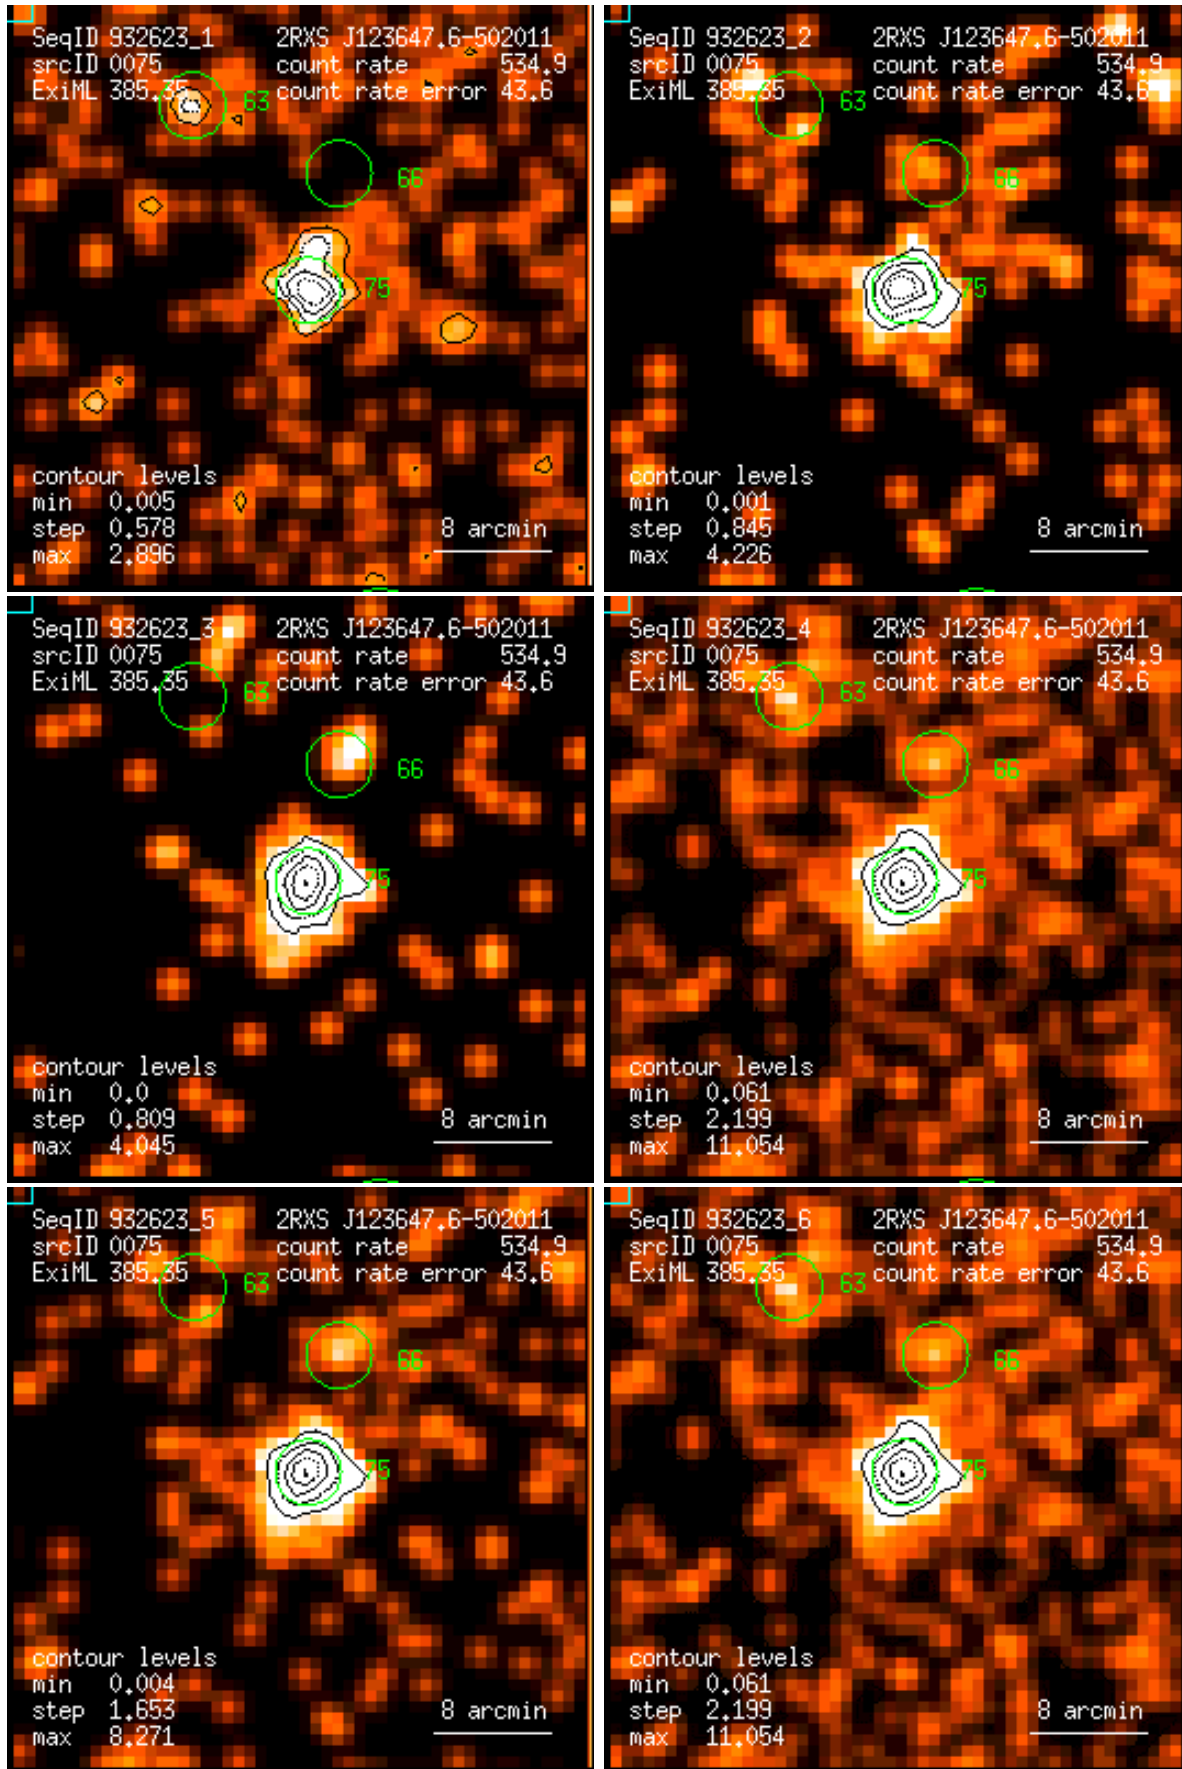 SeqID 932623_1 2RXS J123647.6-502011
srcID 0075 count rate 534.9
ExiML 385.35 count rate error 43.6
63
66
75
contour levels
min 0.005
step 0.578 8 arcmin
max 2.896
SeqID 932623_2 2RXS J123647.6-502011
srcID 0075 count rate 534.9
ExiML 385.35 count rate error 43.6
63
66
75
contour levels
min 0.001
step 0.845 8 arcmin
max 4.226
SeqID 932623_3 2RXS J123647.6-502011
srcID 0075 count rate 534.9
ExiML 385.35 count rate error 43.6
63
66
75
contour levels
min 0.0
step 0.809 8 arcmin
max 4.045
SeqID 932623_4 2RXS J123647.6-502011
srcID 0075 count rate 534.9
ExiML 385.35 count rate error 43.6
63
66
75
contour levels
min 0.061
step 2.199 8 arcmin
max 11.054
SeqID 932623_5 2RXS J123647.6-502011
srcID 0075 count rate 534.9
ExiML 385.35 count rate error 43.6
63
66
75
contour levels
min 0.004
step 1.653 8 arcmin
max 8.271
SeqID 932623_6 2RXS J123647.6-502011
srcID 0075 count rate 534.9
ExiML 385.35 count rate error 43.6
63
66
75
contour levels
min 0.061
step 2.199 8 arcmin
max 11.054